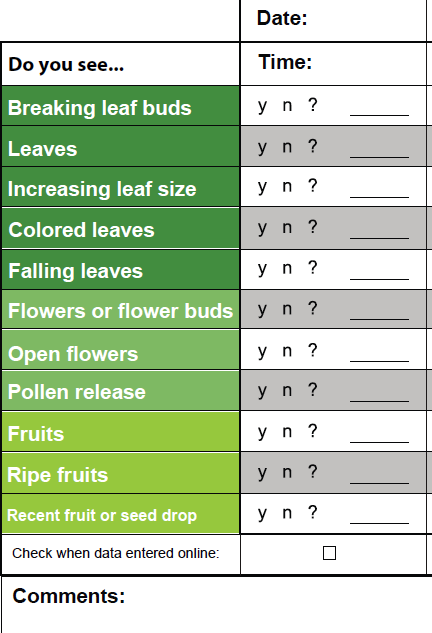 Date:
Do you see... Time:
Breaking leaf buds y n ? ______
Leaves y n ? ______
Increasing leaf size y n ? ______
Colored leaves y n ? ______
Falling leaves y n ? ______
Flowers or flower buds y n ? ______
Open flowers y n ? ______
Pollen release y n ? ______
Fruits y n ? ______
Ripe fruits y n ? ______
Recent fruit or seed drop y n ? ______
Check when data entered online: ☐
Comments: